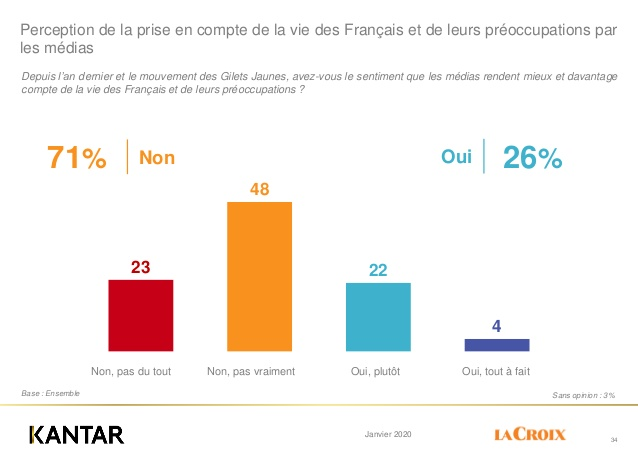 Perception de la prise en compte de la vie des Français et de leurs préoccupations par
les médias
Depuis l'an dernier et le mouvement des Gilets Jaunes, avez-vous le sentiment que les médias rendent mieux et davantage
compte de la vie des Français et de leurs préoccupations ?
71% Non
Oui 26%
23
48
22
4
Non, pas du tout
Non, pas vraiment
Oui, plutôt
Oui, tout à fait
Base : Ensemble
Sans opinion : 3%
KANTAR
Janvier 2020
LA CROIX
34